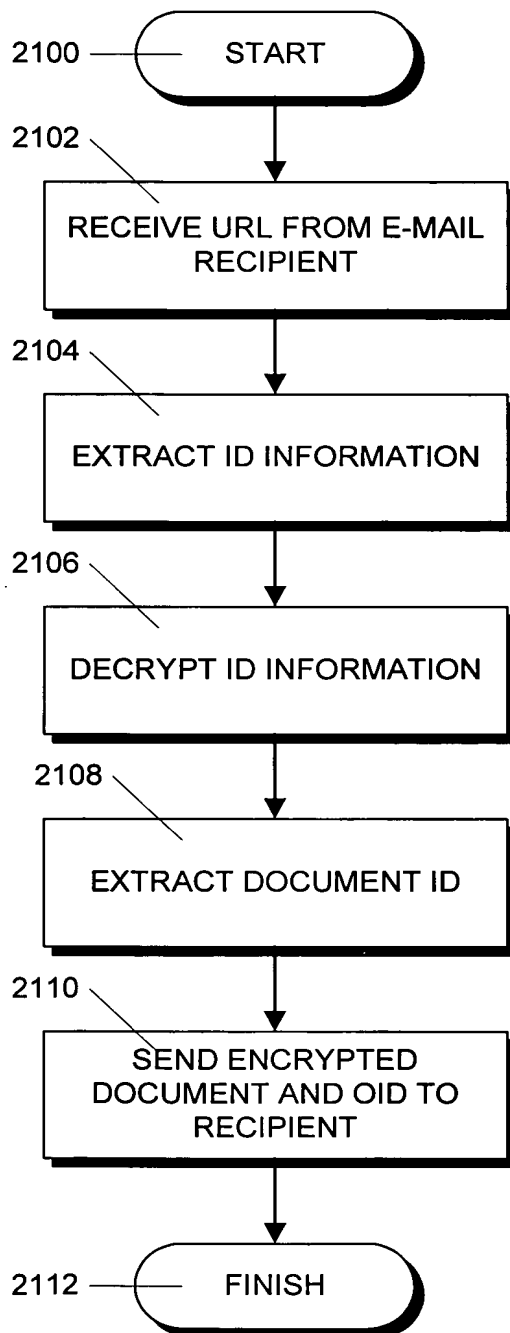 2100
START
2102
RECEIVE URL FROM E-MAIL
RECIPIENT
2104
EXTRACT ID INFORMATION
2106
DECRYPT ID INFORMATION
2108
EXTRACT DOCUMENT ID
2110
SEND ENCRYPTED
DOCUMENT AND OID TO
RECIPIENT
2112
FINISH